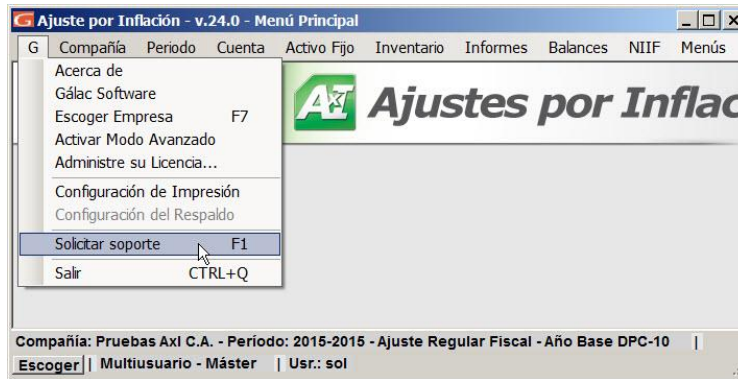 Ajuste por Inflación - v.24.0 - Menú Principal
G Compañía Periodo Cuenta Activo Fijo Inventario Informes Balances NIIF Menús
Acerca de
Gálac Software
Escoger Empresa F7
Activar Modo Avanzado
Administre su Licencia...
Configuración de Impresión
Configuración del Respaldo
Solicitar soporte F1
Salir CTRL+Q
AXI Ajustes por Inflac
Compañía: Pruebas AxI C.A. - Período: 2015-2015 - Ajuste Regular Fiscal - Año Base DPC-10 |
Escoger | Multiusuario - Máster | Usr.: sol